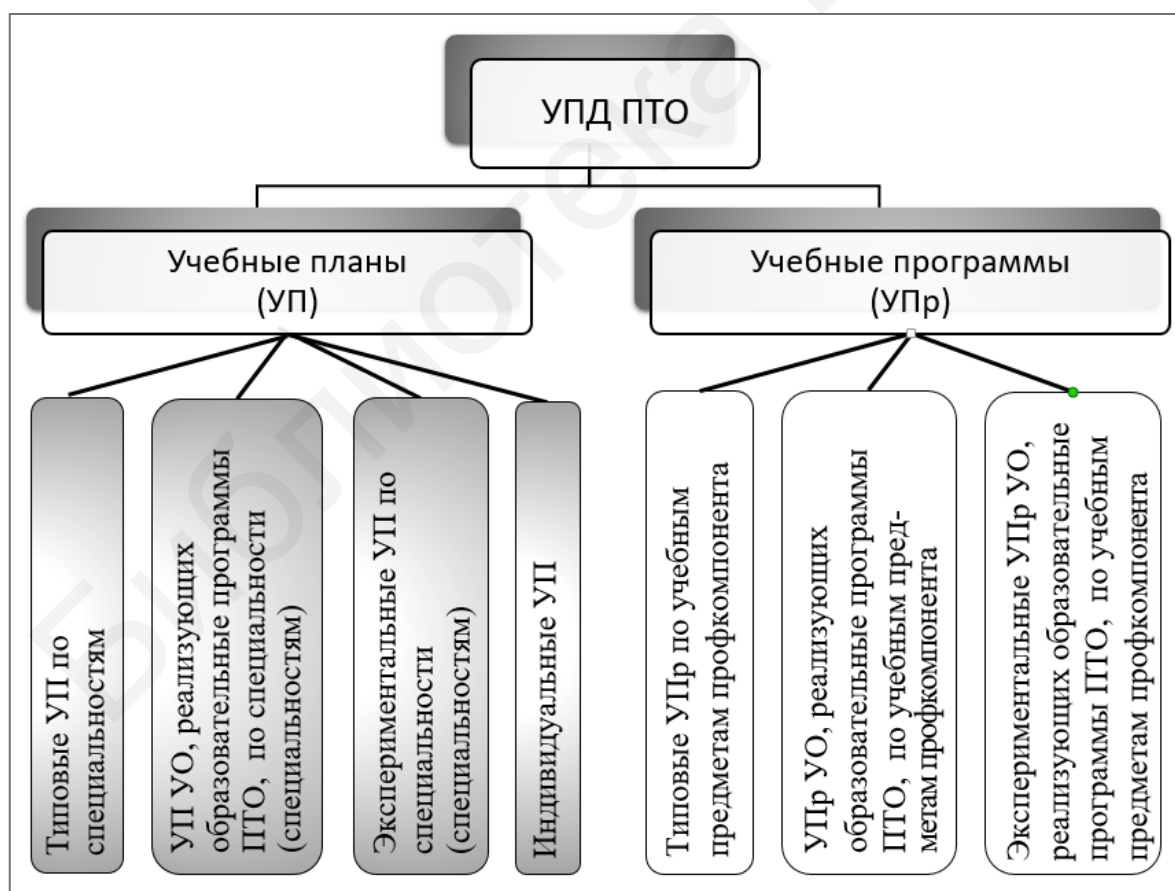 УПД ПТО
Учебные планы
(УП)
Учебные программы
(УПр)
Типовые УП по
специальностям
УП УО, реализующих
образовательные программы
ПТО, по специальности
(специальностям)
Экспериментальные УП по
специальности
(специальностям)
Индивидуальные УП
Типовые УПр по учебным
предметам профкомпонента
УПр УО, реализующих
образовательные программы
ПТО, по учебным пред-
метам профкомпонента
Экспериментальные УПр УО,
реализующих образовательные
программы ПТО, по учебным
предметам профкомпонента
Библиотека